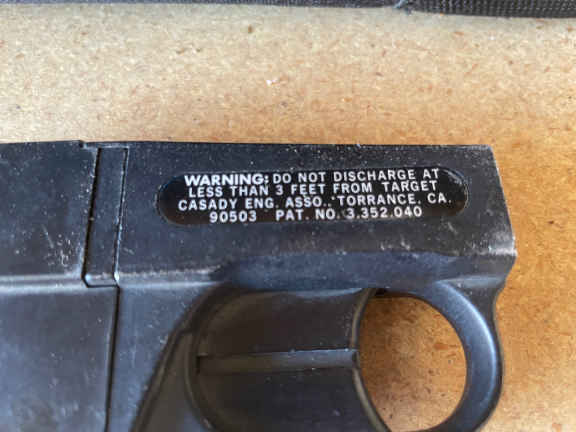 WARNING: DO NOT DISCHARGE AT
LESS THAN 3 FEET FROM TARGET
CASADY ENG. ASSO., TORRANCE, CA.
90503 PAT. NO. 3.352.040